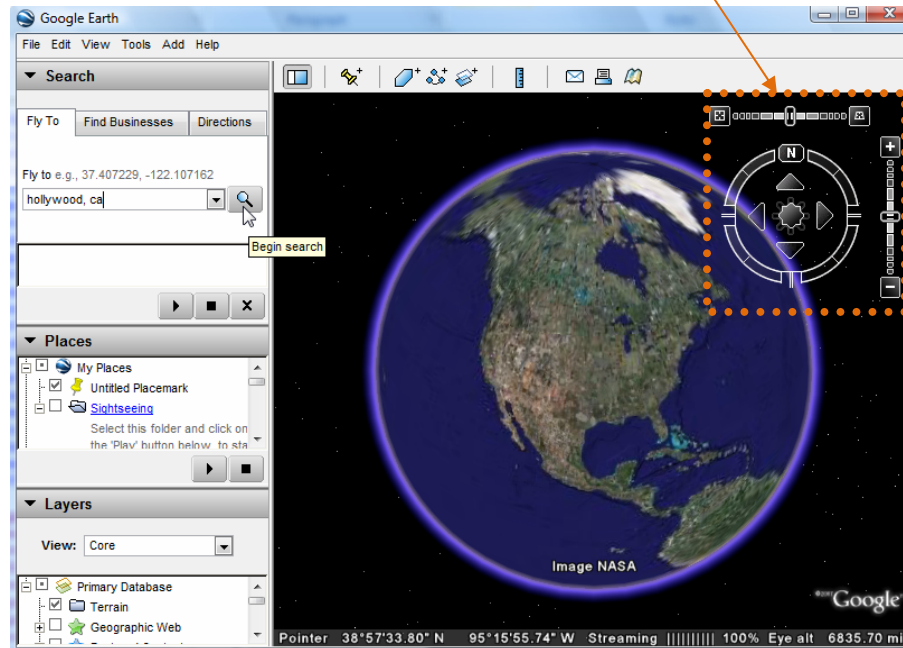 Google Earth
File Edit View Tools Add Help
Search
Fly To Find Businesses Directions
Fly to e.g., 37.407229, -122.107162
hollywood, ca
Begin search
Places
My Places
Untitled Placemark
Sightseeing
Select this folder and click on
the 'Play' button below, to sta
Layers
View: Core
Primary Database
Terrain
Geographic Web
N
Image NASA
Google
Pointer 38°57'33.80" N 95°15'55.74" W Streaming |||||||||| 100% Eye alt 6835.70 mi